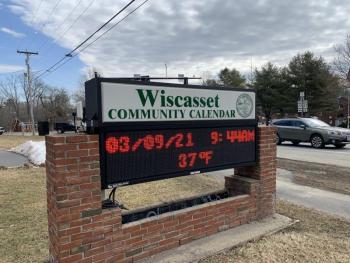 Wiscasset
COMMUNITY CALENDAR
03/09/21 9:44AM
37°F